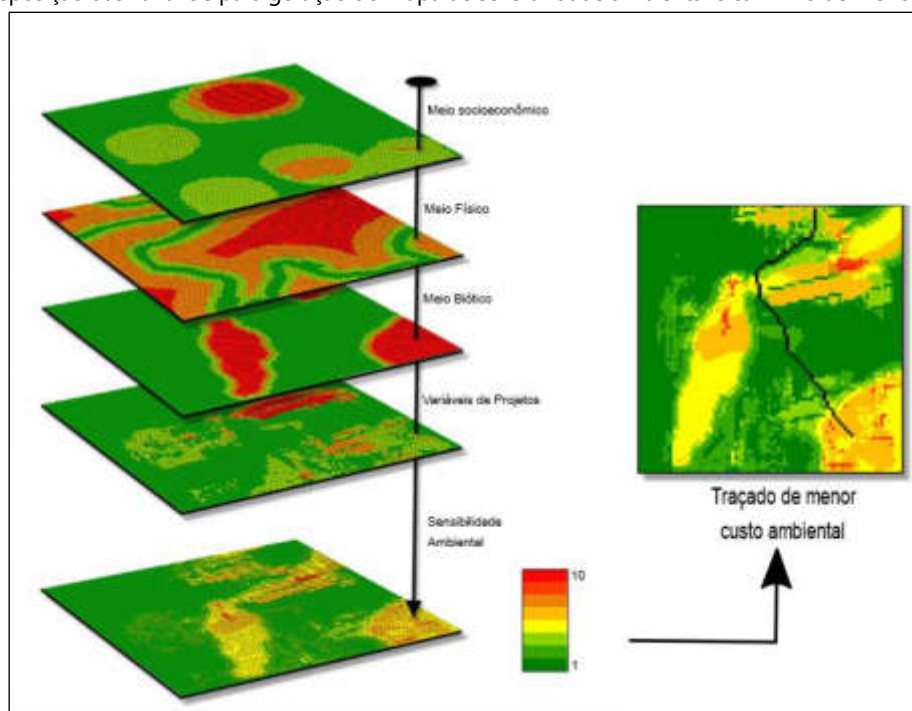 Meio socioeconômico
Meio Físico
Meio Biótico
Variáveis de Projetos
Sensibilidade
Ambiental
10
1
Traçado de menor
custo ambiental